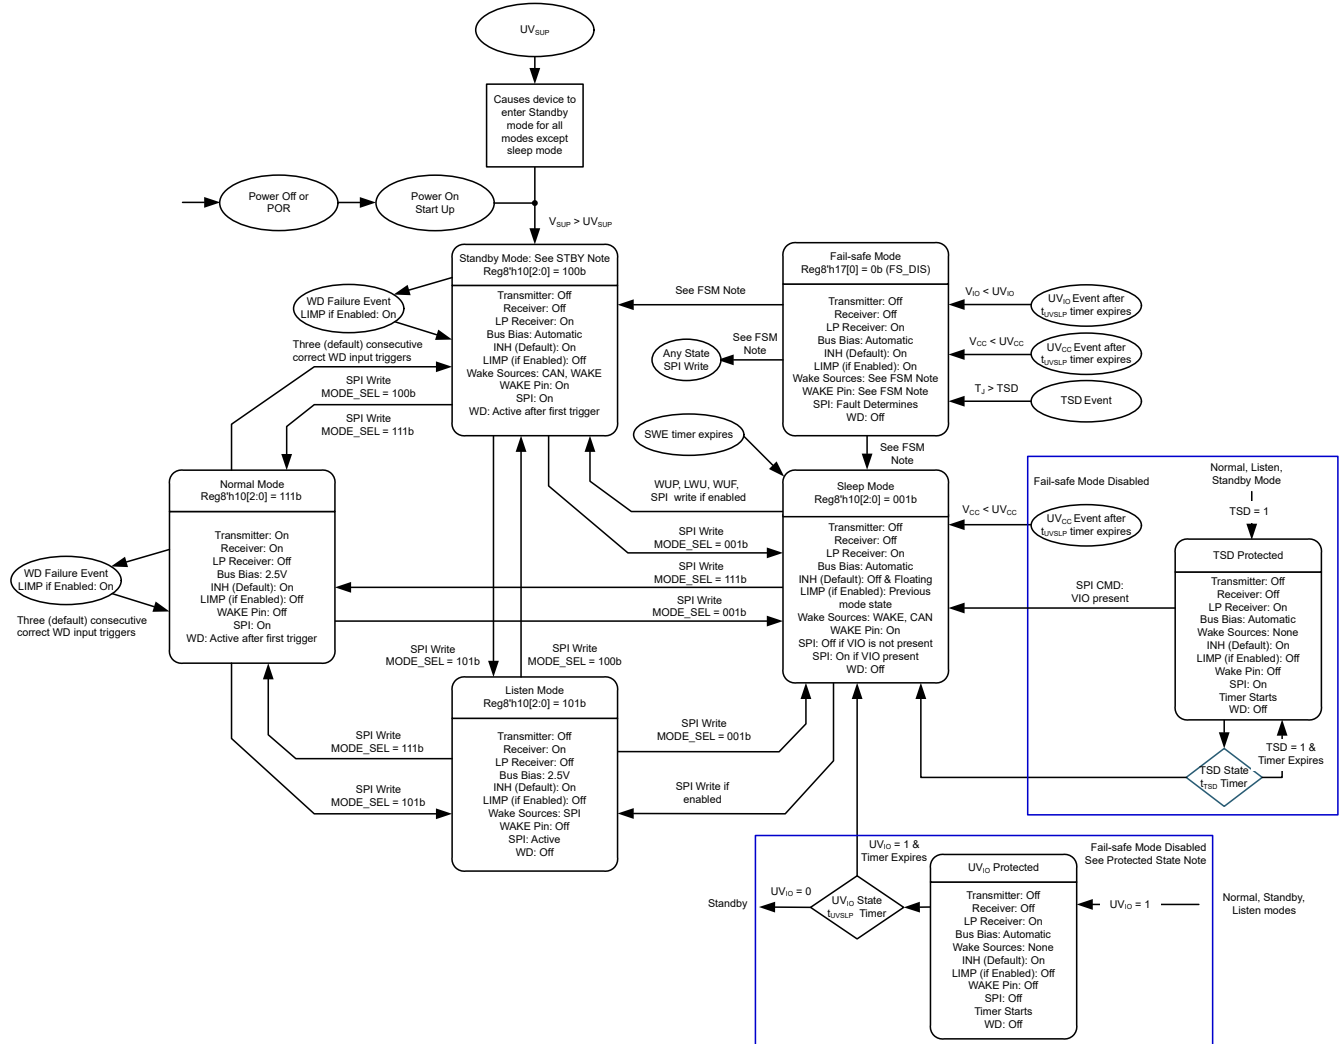 UVSUP
Causes device to
enter Standby
mode for all
modes except
sleep mode
Power Off or
POR
Power On
Start Up
VSUP > UVSUP
Standby Mode: See STBY Note
Reg8'h10[2:0] = 100b
Transmitter: Off
Receiver: Off
LP Receiver: On
Bus Bias: Automatic
INH (Default): On
LIMP (if Enabled): Off
Wake Sources: CAN, WAKE
WAKE Pin: On
SPI: On
WD: Active after first trigger
WD Failure Event
LIMP if Enabled: On
Three (default) consecutive
correct WD input triggers
SPI Write
MODE_SEL = 100b
SPI Write
MODE_SEL = 111b
See FSM Note
See FSM
Note
Any State
SPI Write
Fail-safe Mode
Reg8'h17[0] = 0b (FS_DIS)
Transmitter: Off
Receiver: Off
LP Receiver: On
Bus Bias: Automatic
INH (Default): On
LIMP (if Enabled): On
Wake Sources: See FSM Note
WAKE Pin: See FSM Note
SPI: Fault Determines
WD: Off
VIO < UVIO
UVIO Event after
tUVSLP timer expires
VCC < UVCC
UVCC Event after
tUVSLP timer expires
TJ > TSD
TSD Event
SWE timer expires
See FSM
Note
WUP, LWU, WUF,
SPI write if enabled
Normal Mode
Reg8'h10[2:0] = 111b
Transmitter: On
Receiver: On
LP Receiver: Off
Bus Bias: 2.5V
INH (Default): On
LIMP (if Enabled): Off
WAKE Pin: Off
SPI: On
WD: Active after first trigger
WD Failure Event
LIMP if Enabled: On
Three (default) consecutive
correct WD input triggers
SPI Write
MODE_SEL = 001b
SPI Write
MODE_SEL = 111b
SPI Write
MODE_SEL = 001b
Sleep Mode
Reg8'h10[2:0] = 001b
Transmitter: Off
Receiver: Off
LP Receiver: On
Bus Bias: Automatic
INH (Default): Off & Floating
LIMP (if Enabled): Previous
mode state
Wake Sources: WAKE, CAN
WAKE Pin: On
SPI: Off if VIO is not present
SPI: On if VIO present
WD: Off
Fail-safe Mode Disabled
VCC < UVCC
UVCC Event after
tUVSLP timer expires
Normal, Listen,
Standby Mode
TSD = 1
TSD Protected
Transmitter: Off
Receiver: Off
LP Receiver: On
Bus Bias: Automatic
Wake Sources: None
INH (Default): On
LIMP (if Enabled): Off
Wake Pin: Off
SPI: On
Timer Starts
WD: Off
SPI CMD:
VIO present
TSD = 1 &
Timer Expires
TSD State
tTSD Timer
SPI Write
MODE_SEL = 101b
SPI Write
MODE_SEL = 100b
Listen Mode
Reg8'h10[2:0] = 101b
Transmitter: Off
Receiver: On
LP Receiver: Off
Bus Bias: 2.5V
INH (Default): On
LIMP (if Enabled): Off
Wake Sources: SPI
WAKE Pin: Off
SPI: Active
WD: Off
SPI Write
MODE_SEL = 111b
SPI Write
MODE_SEL = 101b
SPI Write
MODE_SEL = 001b
SPI Write if
enabled
UVIO = 1 &
Timer Expires
Fail-safe Mode Disabled
See Protected State Note
Standby
UVIO = 0
UVIO State
tUVSLP Timer
UVIO Protected
Transmitter: Off
Receiver: Off
LP Receiver: On
Bus Bias: Automatic
Wake Sources: None
INH (Default): On
LIMP (if Enabled): Off
WAKE Pin: Off
SPI: Off
Timer Starts
WD: Off
UVIO = 1
Normal, Standby,
Listen modes